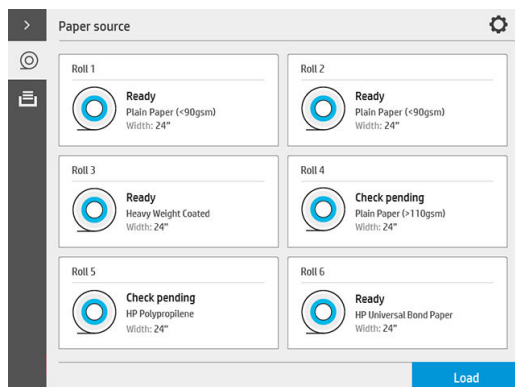 Paper source
Roll 1
Ready
Plain Paper (<90gsm)
Width: 24"
Roll 2
Ready
Plain Paper (<90gsm)
Width: 24"
Roll 3
Ready
Heavy Weight Coated
Width: 24"
Roll 4
Check pending
Plain Paper (>110gsm)
Width: 24"
Roll 5
Check pending
HP Polypropilene
Width: 24"
Roll 6
Ready
HP Universal Bond Paper
Width: 24"
Load